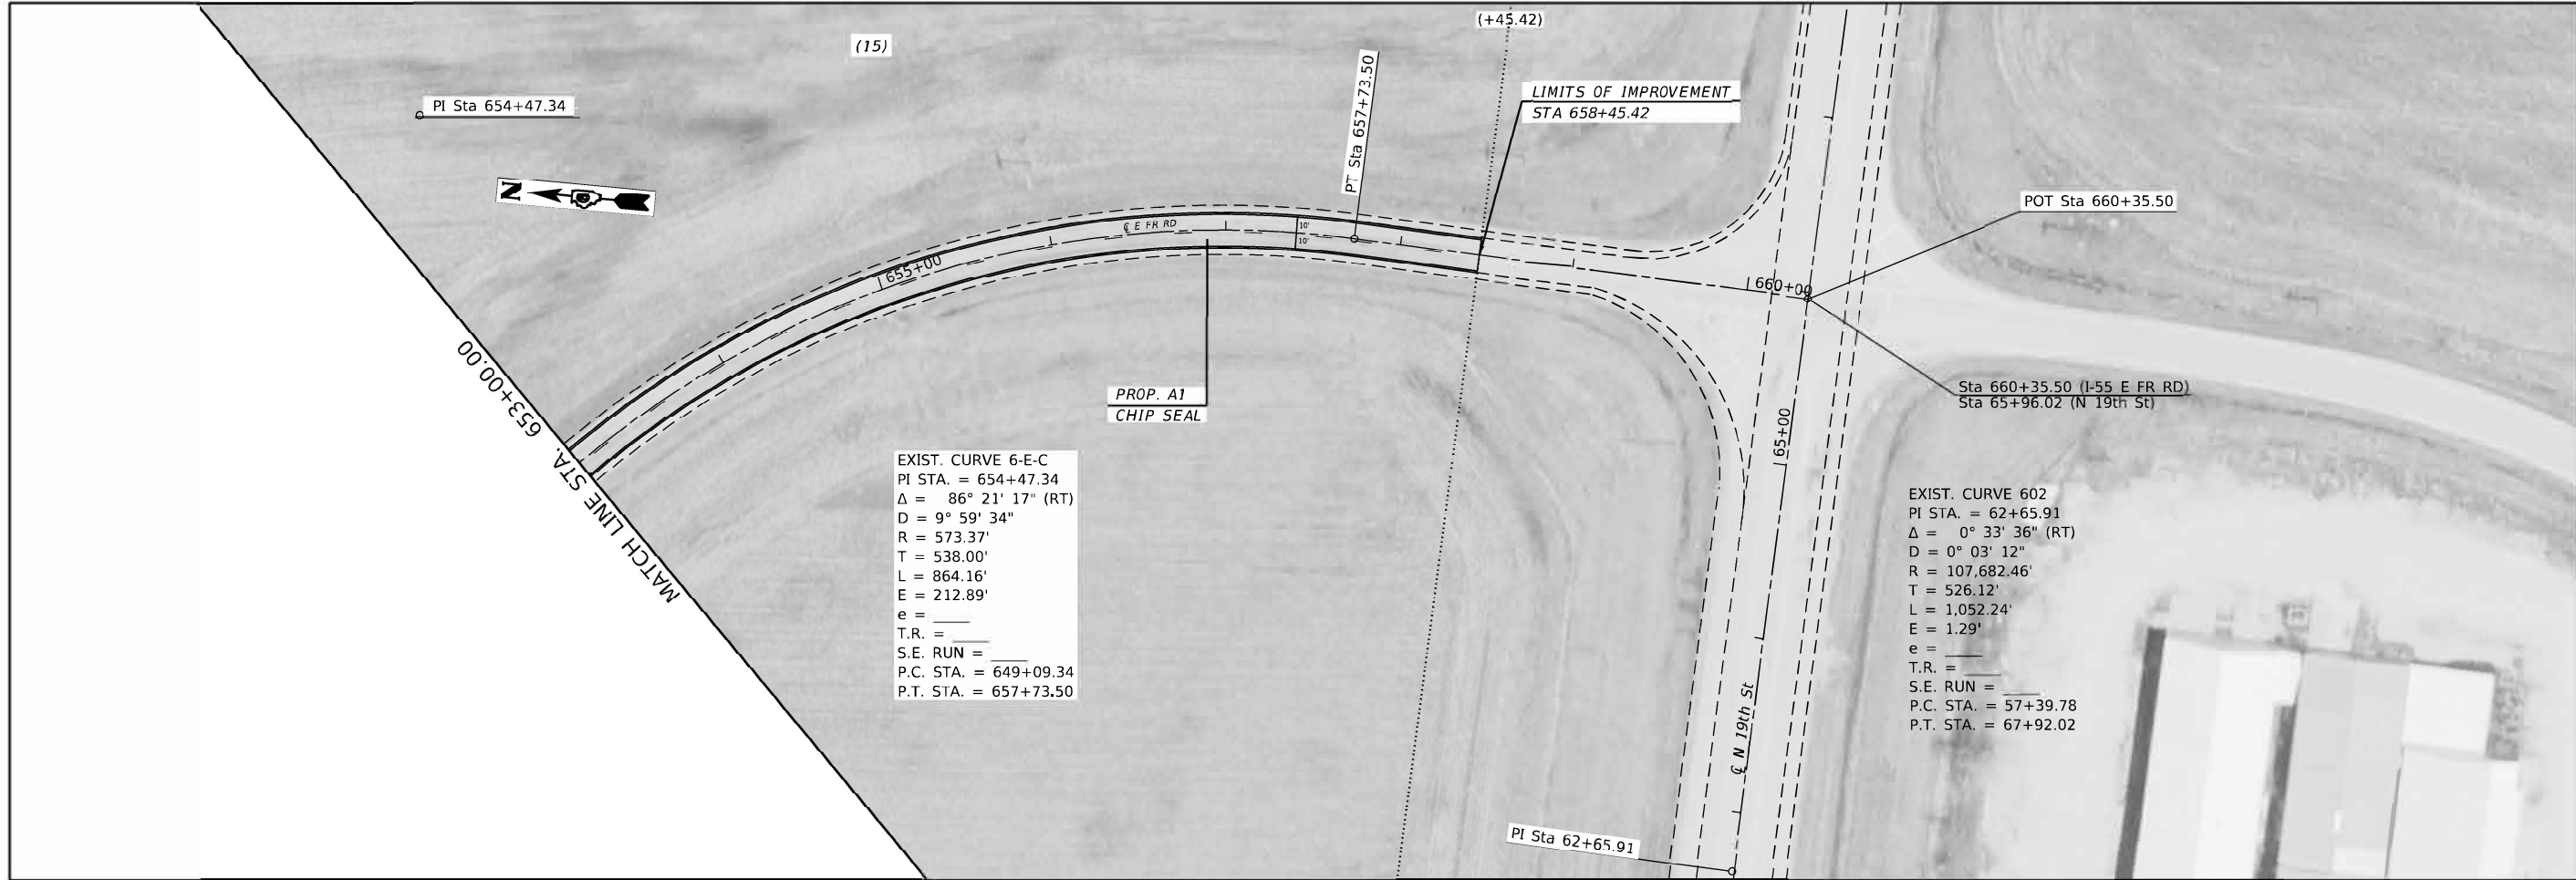 (+45.42)
(15)
PI Sta 654+47.34
N
PT Sta 657+73.50
LIMITS OF IMPROVEMENT
STA 658+45.42
POT Sta 660+35.50
℄ E FR RD
10'
10'
655+00
660+00
653+00.00
MATCH LINE STA.
PROP. A1
CHIP SEAL
Sta 660+35.50 (I-55 E FR RD)
Sta 65+96.02 (N 19th St)
65+00
EXIST. CURVE 6-E-C
PI STA. = 654+47.34
Δ = 86° 21' 17" (RT)
D = 9° 59' 34"
R = 573.37'
T = 538.00'
L = 864.16'
E = 212.89'
e = ____
T.R. = ____
S.E. RUN = ____
P.C. STA. = 649+09.34
P.T. STA. = 657+73.50
EXIST. CURVE 602
PI STA. = 62+65.91
Δ = 0° 33' 36" (RT)
D = 0° 03' 12"
R = 107,682.46'
T = 526.12'
L = 1,052.24'
E = 1.29'
e = ____
T.R. = ____
S.E. RUN = ____
P.C. STA. = 57+39.78
P.T. STA. = 67+92.02
℄ N 19th St
PI Sta 62+65.91